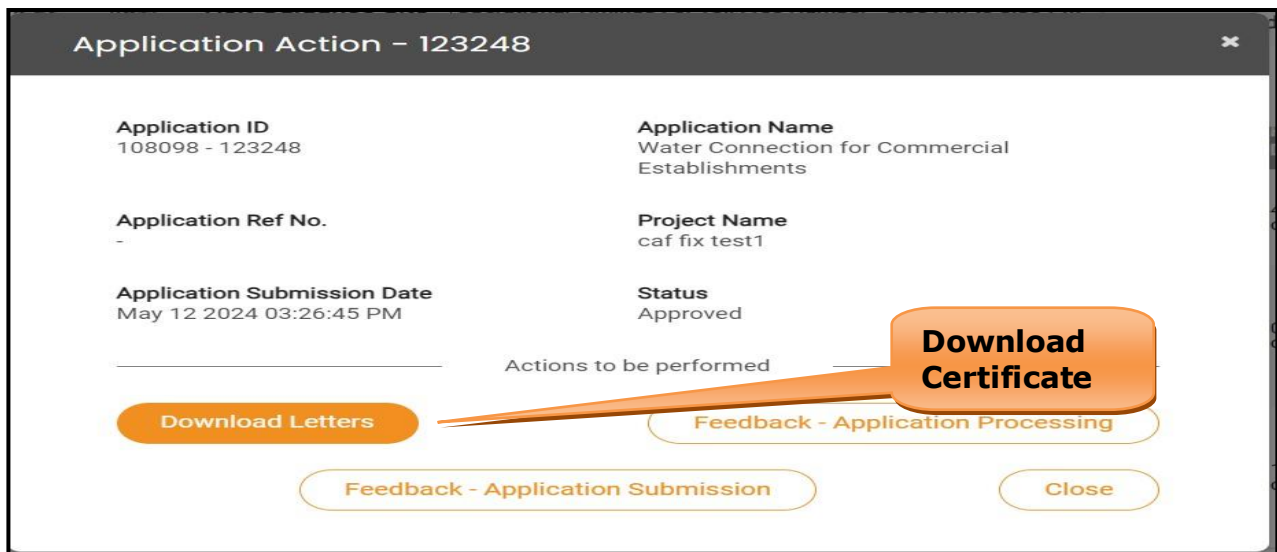 Application Action - 123248
Application ID
108098 - 123248
Application Name
Water Connection for Commercial
Establishments
Application Ref No.
-
Project Name
caf fix test1
Application Submission Date
May 12 2024 03:26:45 PM
Status
Approved
Actions to be performed
Download
Certificate
Download Letters
Feedback - Application Processing
Feedback - Application Submission
Close